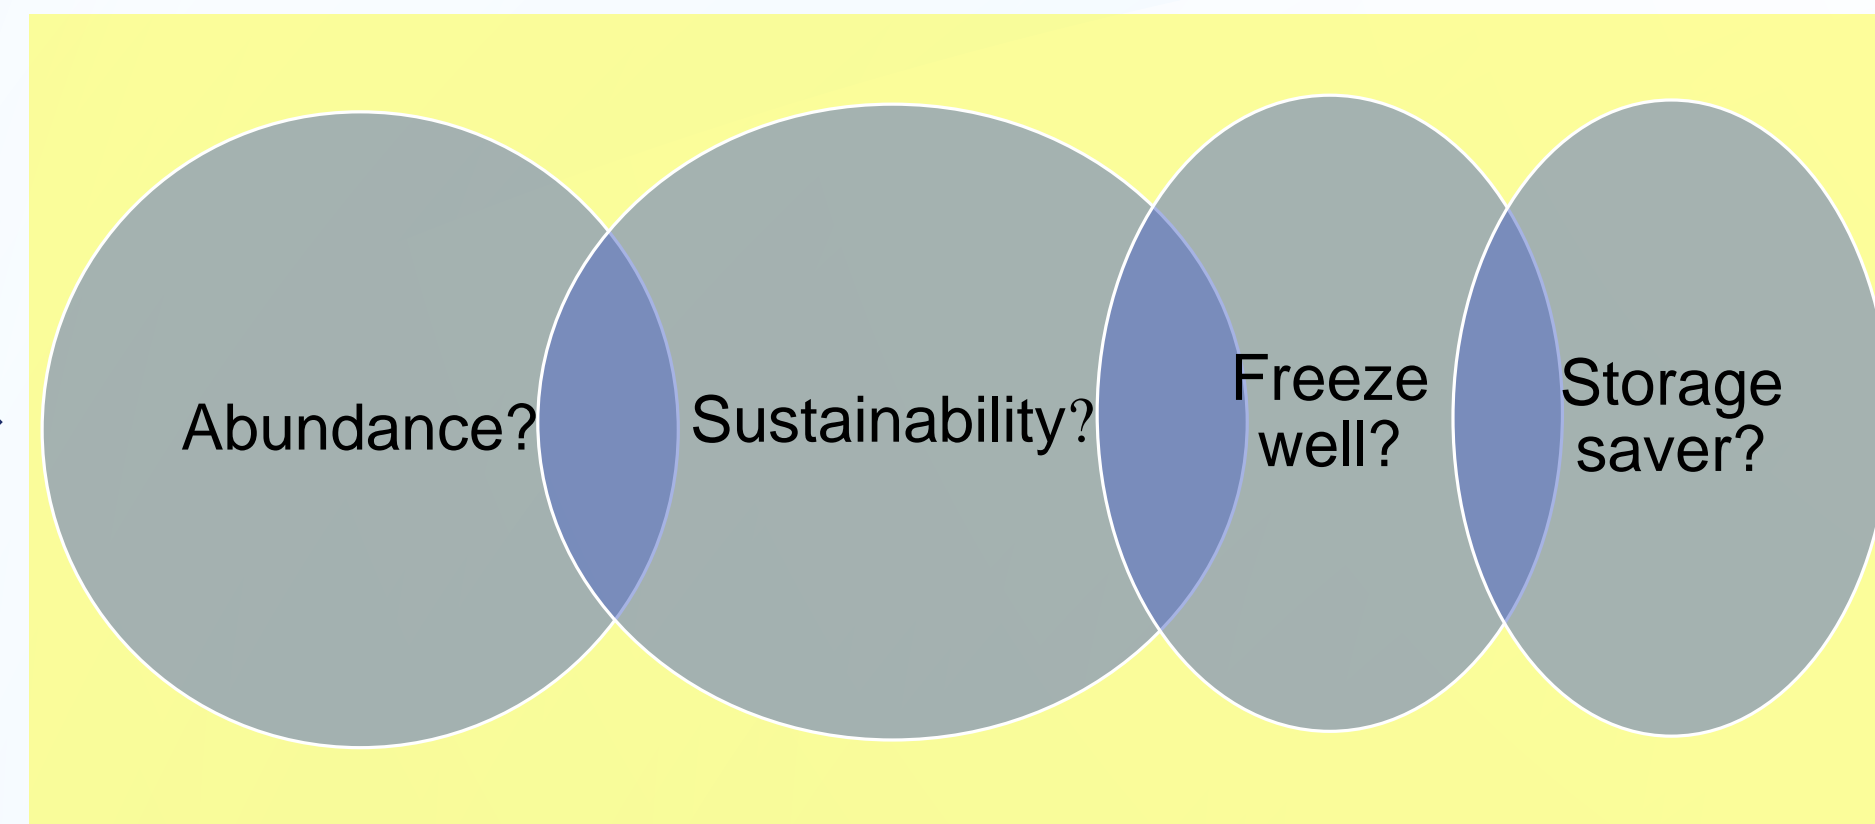 Abundance?
Sustainability?
Freeze
well?
Storage
saver?